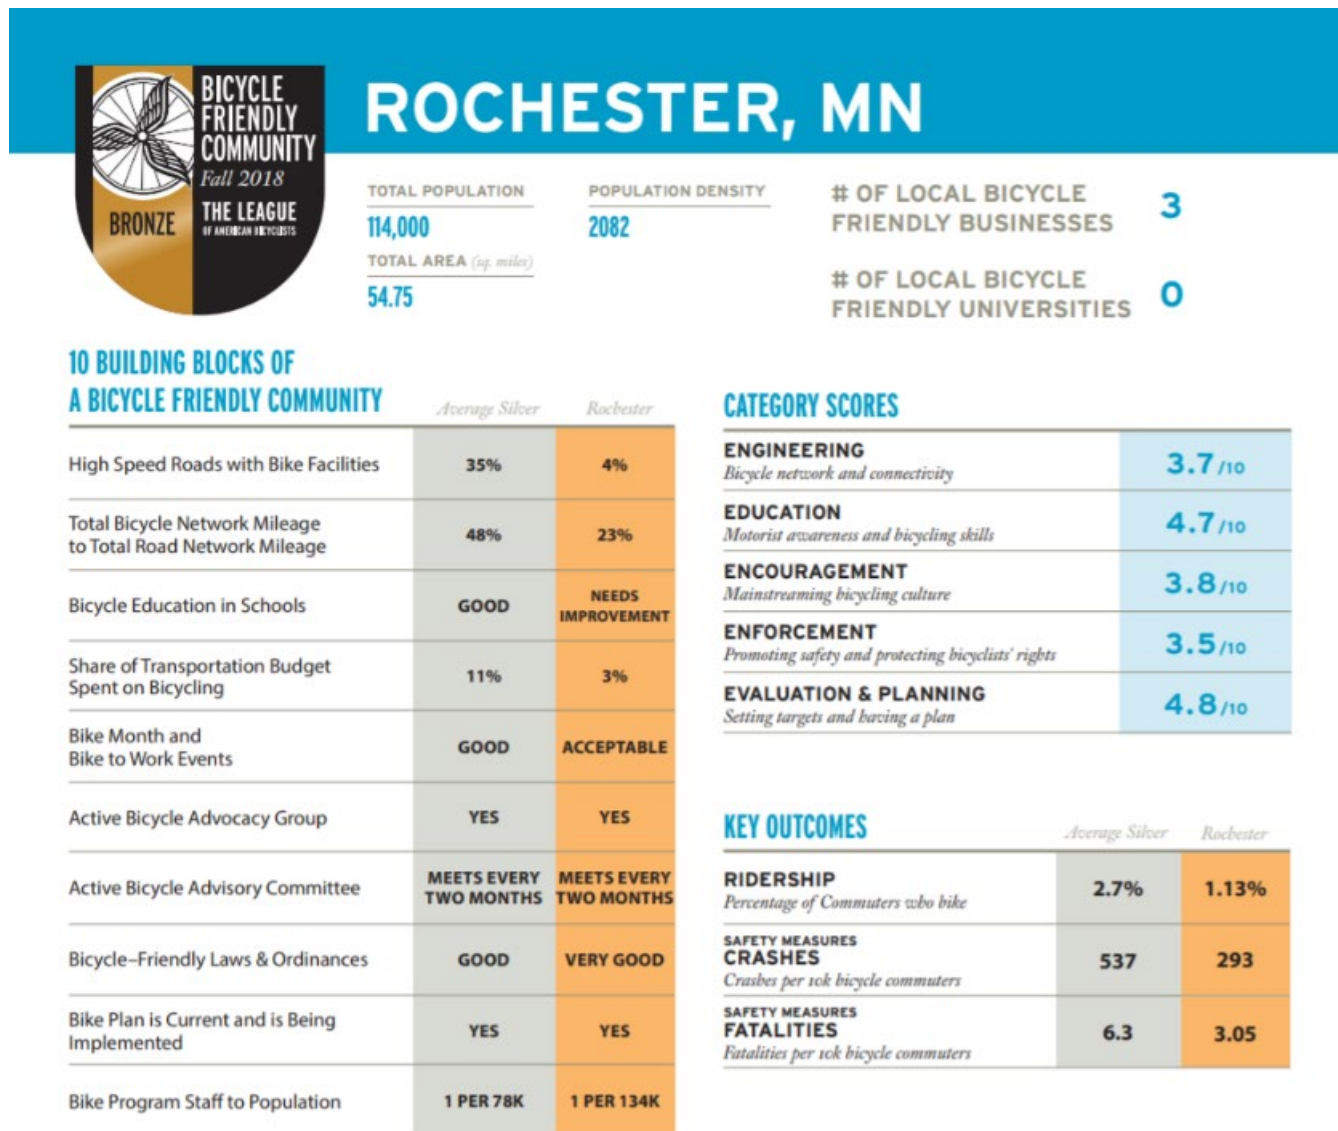 BICYCLE
FRIENDLY
COMMUNITY
Fall 2018
BRONZE
THE LEAGUE
OF AMERICAN BICYCLISTS
ROCHESTER, MN
TOTAL POPULATION
114,000
TOTAL AREA (sq. miles)
54.75
POPULATION DENSITY
2082
# OF LOCAL BICYCLE
FRIENDLY BUSINESSES 3
# OF LOCAL BICYCLE
FRIENDLY UNIVERSITIES 0
10 BUILDING BLOCKS OF
A BICYCLE FRIENDLY COMMUNITY Average Silver Rochester
High Speed Roads with Bike Facilities 35% 4%
Total Bicycle Network Mileage
to Total Road Network Mileage 48% 23%
Bicycle Education in Schools GOOD NEEDS
IMPROVEMENT
Share of Transportation Budget
Spent on Bicycling 11% 3%
Bike Month and
Bike to Work Events GOOD ACCEPTABLE
Active Bicycle Advocacy Group YES YES
Active Bicycle Advisory Committee MEETS EVERY MEETS EVERY
TWO MONTHS TWO MONTHS
Bicycle–Friendly Laws & Ordinances GOOD VERY GOOD
Bike Plan is Current and is Being
Implemented YES YES
Bike Program Staff to Population 1 PER 78K 1 PER 134K
CATEGORY SCORES
ENGINEERING
Bicycle network and connectivity 3.7/10
EDUCATION
Motorist awareness and bicycling skills 4.7/10
ENCOURAGEMENT
Mainstreaming bicycling culture 3.8/10
ENFORCEMENT
Promoting safety and protecting bicyclists' rights 3.5/10
EVALUATION & PLANNING
Setting targets and having a plan 4.8/10
KEY OUTCOMES Average Silver Rochester
RIDERSHIP
Percentage of Commuters who bike 2.7% 1.13%
SAFETY MEASURES
CRASHES
Crashes per 10k bicycle commuters 537 293
SAFETY MEASURES
FATALITIES
Fatalities per 10k bicycle commuters 6.3 3.05